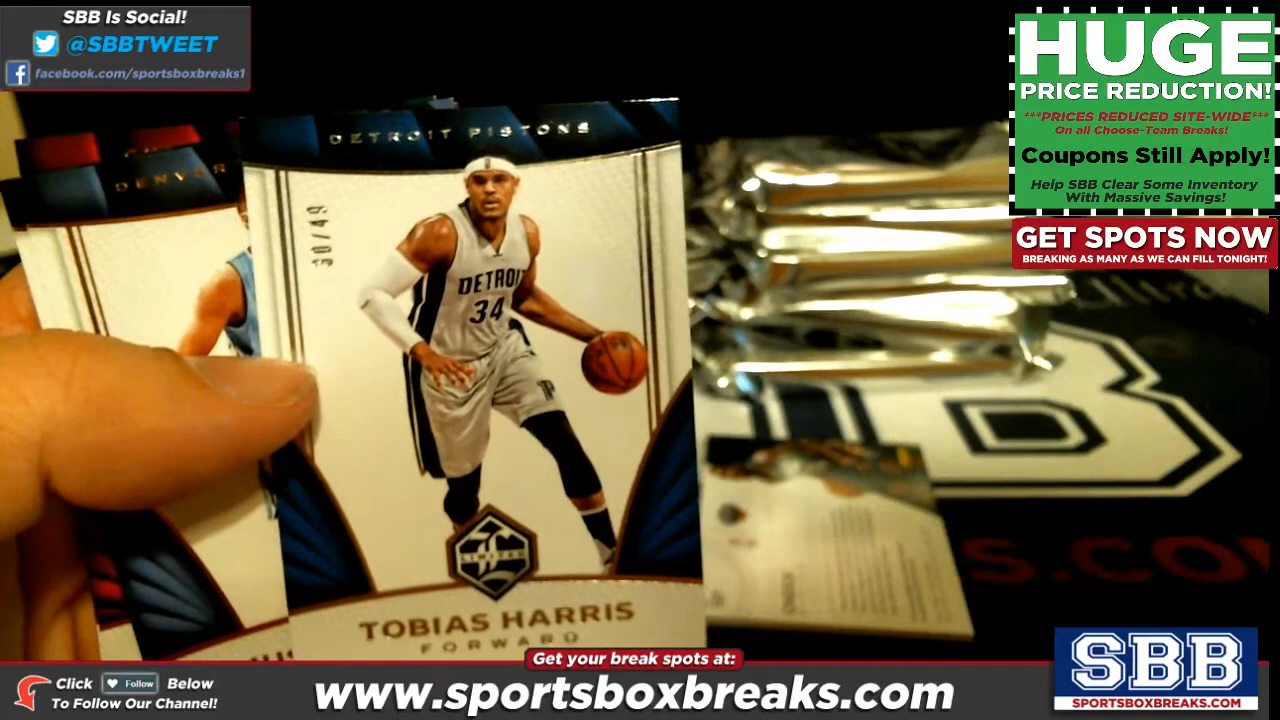 SBB Is Social!
@SBBTWEET
facebook.com/sportsboxbreaks1
HUGE
PRICE REDUCTION!
***PRICES REDUCED SITE-WIDE***
On all Choose-Team Breaks!
Coupons Still Apply!
Help SBB Clear Some Inventory
With Massive Savings!
GET SPOTS NOW
BREAKING AS MANY AS WE CAN FILL TONIGHT!
DETROIT PISTONS
DENVER
30/49
DETROIT
34
LIMITED
TOBIAS HARRIS
FORWARD
S.CO
Get your break spots at:
Click Follow Below
To Follow Our Channel!
www.sportsboxbreaks.com
SBB
SPORTSBOXBREAKS.COM